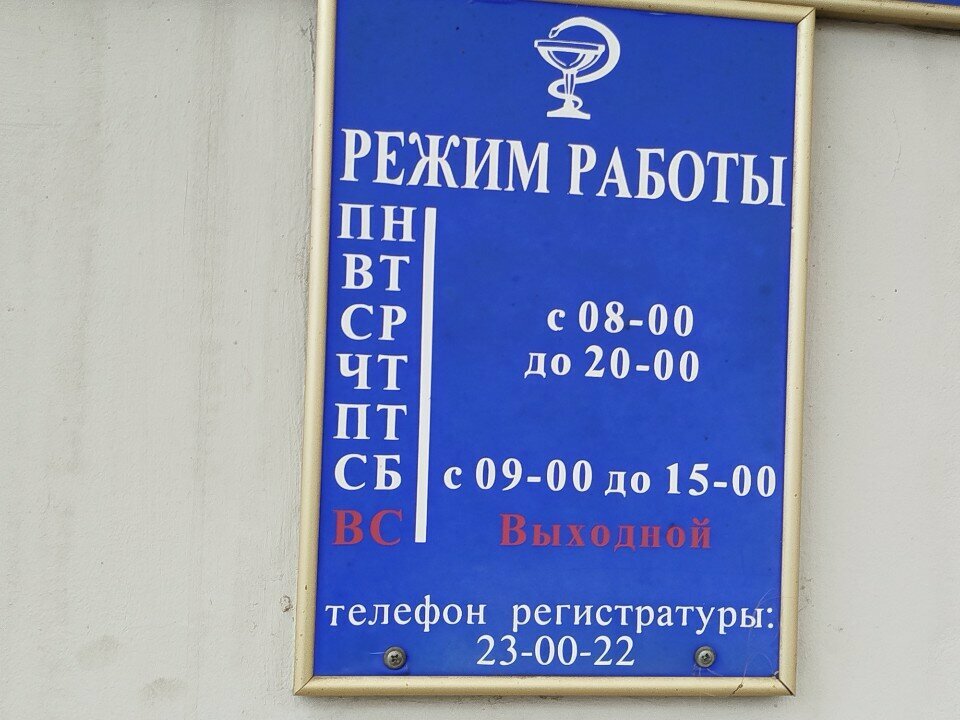 РЕЖИМ РАБОТЫ
ПН
ВТ
СР
ЧТ
ПТ
с 08-00
до 20-00
СБ с 09-00 до 15-00
ВС Выходной
телефон регистратуры:
23-00-22